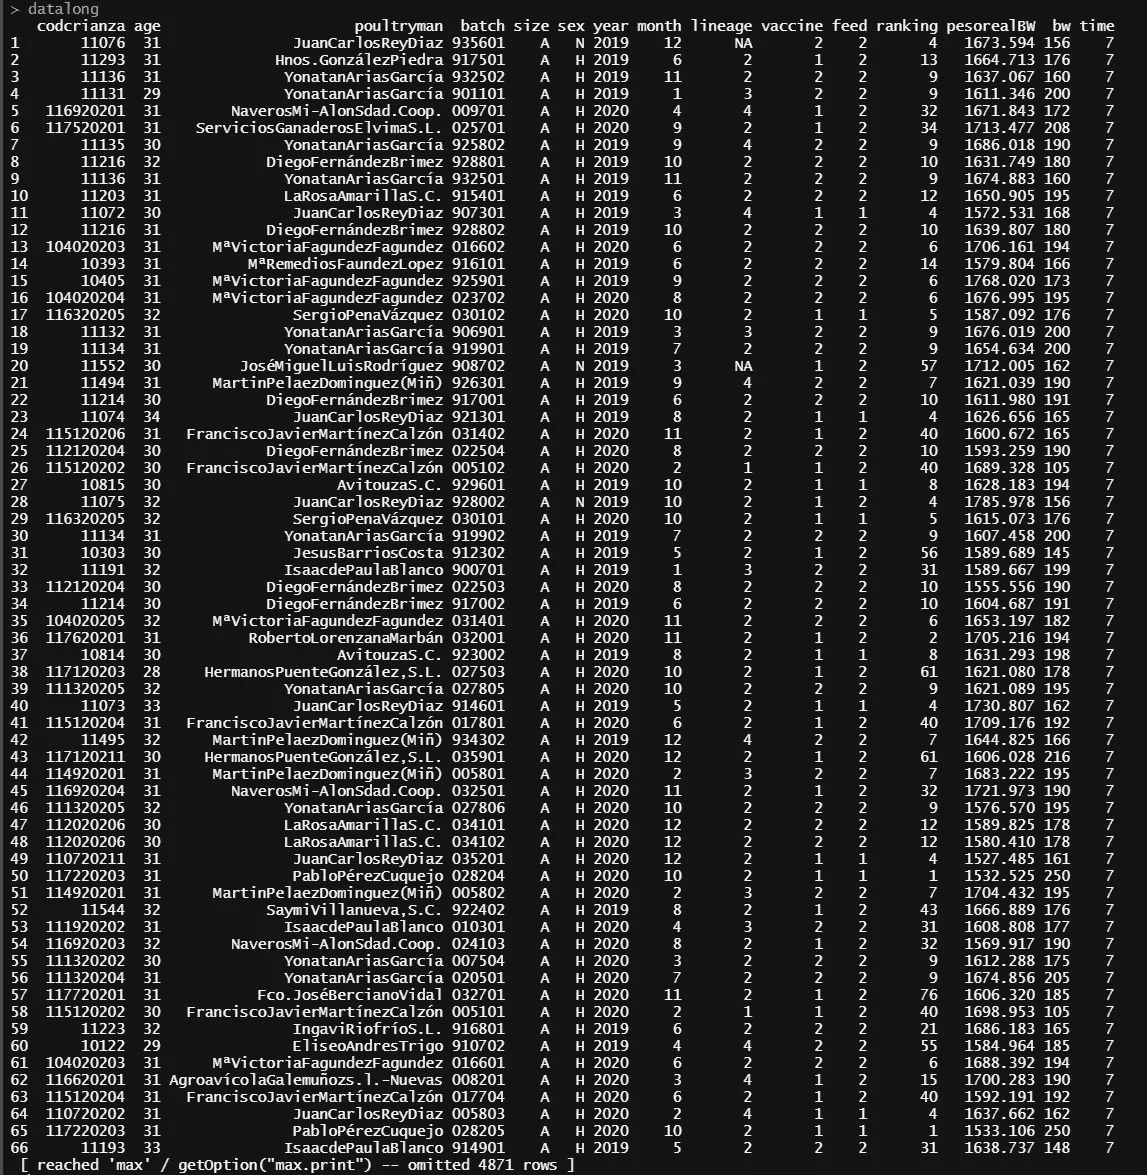 > datalong
codcrianza age poultryman batch size sex year month lineage vaccine feed ranking pesorealBW bw time
1 11076 31 JuanCarlosReyDiaz 935601 A N 2019 12 NA 2 2 4 1673.594 156 7
2 11293 31 Hnos.GonzálezPiedra 917501 A H 2019 6 2 1 2 13 1664.713 176 7
3 11136 31 YonatanAriasGarcía 932502 A H 2019 11 2 2 2 9 1637.067 160 7
4 11131 29 YonatanAriasGarcía 901101 A H 2019 1 3 2 2 9 1611.346 200 7
5 116920201 31 NaverosMi-AlonSdad.Coop. 009701 A H 2020 4 4 1 2 32 1671.843 172 7
6 117520201 31 ServiciosGanaderosElvimaS.L. 025701 A H 2020 9 2 1 2 34 1713.477 208 7
7 11135 30 YonatanAriasGarcía 925802 A H 2019 9 4 2 2 9 1686.018 190 7
8 11216 32 DiegoFernándezBrimez 928801 A H 2019 10 2 2 2 10 1631.749 180 7
9 11136 31 YonatanAriasGarcía 932501 A H 2019 11 2 2 2 9 1674.883 160 7
10 11203 31 LaRosaAmarillaS.C. 915401 A H 2019 6 2 2 2 12 1650.905 195 7
11 11072 30 JuanCarlosReyDiaz 907301 A H 2019 3 4 1 1 4 1572.531 168 7
12 11216 31 DiegoFernándezBrimez 928802 A H 2019 10 2 2 2 10 1639.807 180 7
13 104020203 31 MªVictoriaFagundezFagundez 016602 A H 2020 6 2 2 2 6 1706.161 194 7
14 10393 31 MªRemediosFaundezLopez 916101 A H 2019 6 2 2 2 14 1579.804 166 7
15 10405 31 MªVictoriaFagundezFagundez 925901 A H 2019 9 2 2 2 6 1768.020 173 7
16 104020204 31 MªVictoriaFagundezFagundez 023702 A H 2020 8 2 2 2 6 1676.995 195 7
17 116320205 32 SergioPenaVázquez 030102 A H 2020 10 2 1 1 5 1587.092 176 7
18 11132 31 YonatanAriasGarcía 906901 A H 2019 3 3 2 2 9 1676.019 200 7
19 11134 31 YonatanAriasGarcía 919901 A H 2019 7 2 2 2 9 1654.634 200 7
20 11552 30 JoséMiguelLuisRodríguez 908702 A N 2019 3 NA 1 2 57 1712.005 162 7
21 11494 31 MartinPelaezDominguez(Miñ) 926301 A H 2019 9 4 2 2 7 1621.039 190 7
22 11214 30 DiegoFernándezBrimez 917001 A H 2019 6 2 2 2 10 1611.980 191 7
23 11074 34 JuanCarlosReyDiaz 921301 A H 2019 8 2 1 1 4 1626.656 165 7
24 115120206 31 FranciscoJavierMartínezCalzón 031402 A H 2020 11 2 1 2 40 1600.672 165 7
25 112120204 30 DiegoFernándezBrimez 022504 A H 2020 8 2 2 2 10 1593.259 190 7
26 115120202 30 FranciscoJavierMartínezCalzón 005102 A H 2020 2 1 1 2 40 1689.328 105 7
27 10815 30 AvitouzaS.C. 929601 A H 2019 10 2 1 1 8 1628.183 194 7
28 11075 32 JuanCarlosReyDiaz 928002 A N 2019 10 2 1 2 4 1785.978 156 7
29 116320205 32 SergioPenaVázquez 030101 A H 2020 10 2 1 1 5 1615.073 176 7
30 11134 31 YonatanAriasGarcía 919902 A H 2019 7 2 2 2 9 1607.458 200 7
31 10303 30 JesusBarriosCosta 912302 A H 2019 5 2 1 2 56 1589.689 145 7
32 11191 32 IsaacdePaulaBlanco 900701 A H 2019 1 3 2 2 31 1589.667 199 7
33 112120204 30 DiegoFernándezBrimez 022503 A H 2020 8 2 2 2 10 1555.556 190 7
34 11214 30 DiegoFernándezBrimez 917002 A H 2019 6 2 2 2 10 1604.687 191 7
35 104020205 32 MªVictoriaFagundezFagundez 031401 A H 2020 11 2 2 2 6 1653.197 182 7
36 117620201 31 RobertoLorenzanaMarbán 032001 A H 2020 11 2 1 2 2 1705.216 194 7
37 10814 30 AvitouzaS.C. 923002 A H 2019 8 2 1 1 8 1631.293 198 7
38 117120203 28 HermanosPuenteGonzález,S.L. 027503 A H 2020 10 2 1 2 61 1621.080 178 7
39 111320205 32 YonatanAriasGarcía 027805 A H 2020 10 2 2 2 9 1621.089 195 7
40 11073 33 JuanCarlosReyDiaz 914601 A H 2019 5 2 1 1 4 1730.807 162 7
41 115120204 31 FranciscoJavierMartínezCalzón 017801 A H 2020 6 2 1 2 40 1709.176 192 7
42 11495 32 MartinPelaezDominguez(Miñ) 934302 A H 2019 12 4 2 2 7 1644.825 166 7
43 117120211 30 HermanosPuenteGonzález,S.L. 035901 A H 2020 12 2 1 2 61 1606.028 216 7
44 114920201 31 MartinPelaezDominguez(Miñ) 005801 A H 2020 2 3 2 2 7 1683.222 195 7
45 116920204 31 NaverosMi-AlonSdad.Coop. 032501 A H 2020 11 2 1 2 32 1721.973 190 7
46 111320205 32 YonatanAriasGarcía 027806 A H 2020 10 2 2 2 9 1576.570 195 7
47 112020206 30 LaRosaAmarillaS.C. 034101 A H 2020 12 2 2 2 12 1589.825 178 7
48 112020206 30 LaRosaAmarillaS.C. 034102 A H 2020 12 2 2 2 12 1580.410 178 7
49 110720211 31 JuanCarlosReyDiaz 035201 A H 2020 12 2 1 1 4 1527.485 161 7
50 117220203 31 PabloPérezCuquejo 028204 A H 2020 10 2 1 1 1 1532.525 250 7
51 114920201 31 MartinPelaezDominguez(Miñ) 005802 A H 2020 2 3 2 2 7 1704.432 195 7
52 11544 32 SaymiVillanueva,S.C. 922402 A H 2019 8 2 1 2 43 1666.889 176 7
53 111920202 31 IsaacdePaulaBlanco 010301 A H 2020 4 3 2 2 31 1608.808 177 7
54 116920203 32 NaverosMi-AlonSdad.Coop. 024103 A H 2020 8 2 1 2 32 1569.917 190 7
55 111320202 30 YonatanAriasGarcía 007504 A H 2020 3 2 2 2 9 1612.288 175 7
56 111320204 31 YonatanAriasGarcía 020501 A H 2020 7 2 2 2 9 1674.856 205 7
57 117720201 31 Fco.JoséBercianoVidal 032701 A H 2020 11 2 1 2 76 1606.320 185 7
58 115120202 30 FranciscoJavierMartínezCalzón 005101 A H 2020 2 1 1 2 40 1698.953 105 7
59 11223 32 IngaviRiofríoS.L. 916801 A H 2019 6 2 2 2 21 1686.183 165 7
60 10122 29 EliseoAndresTrigo 910702 A H 2019 4 4 2 2 55 1584.964 185 7
61 104020203 31 MªVictoriaFagundezFagundez 016601 A H 2020 6 2 2 2 6 1688.392 194 7
62 116620201 31 AgroavícolaGalemuñozs.l.-Nuevas 008201 A H 2020 3 4 1 2 15 1700.283 190 7
63 115120204 31 FranciscoJavierMartínezCalzón 017704 A H 2020 6 2 1 2 40 1592.191 192 7
64 110720202 31 JuanCarlosReyDiaz 005803 A H 2020 2 4 1 1 4 1637.662 162 7
65 117220203 31 PabloPérezCuquejo 028205 A H 2020 10 2 1 1 1 1533.106 250 7
66 11193 33 IsaacdePaulaBlanco 914901 A H 2019 5 2 2 2 31 1638.737 148 7
[ reached 'max' / getOption("max.print") -- omitted 4871 rows ]